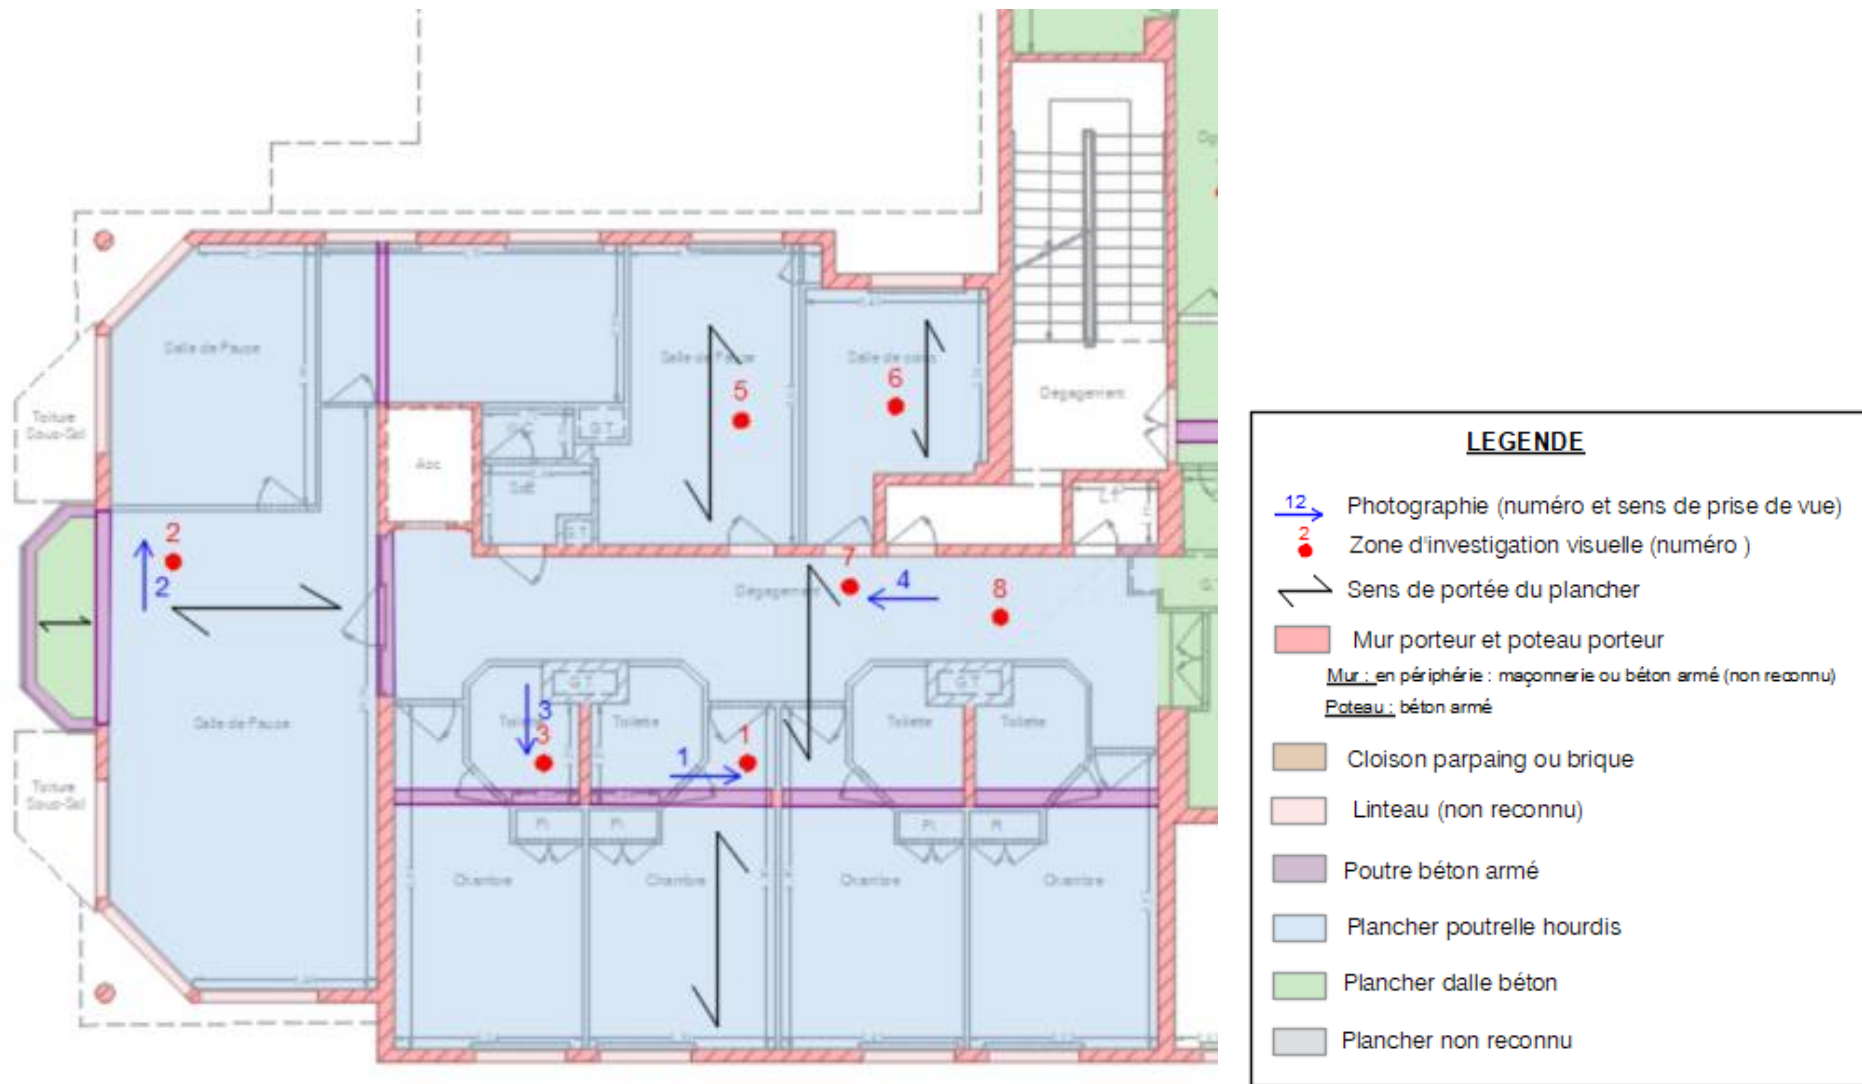 Salle de Pause
Salle de Pause
Salle de soins
5
6
Dégagement
Toiture
Sous-Sol
Asc
GT
2
2
7
4
8
Dégagement
GT
GT
3
Toilette
Toilette
Toilette
Toilette
3
1
1
Salle de Pause
Toiture
Sous-Sol
Pl
Pl
Pl
Pl
Chambre
Chambre
Chambre
Chambre
LEGENDE
12
Photographie (numéro et sens de prise de vue)
2
Zone d'investigation visuelle (numéro )
Sens de portée du plancher
Mur porteur et poteau porteur
Mur : en périphérie : maçonnerie ou béton armé (non reconnu)
Poteau : béton armé
Cloison parpaing ou brique
Linteau (non reconnu)
Poutre béton armé
Plancher poutrelle hourdis
Plancher dalle béton
Plancher non reconnu